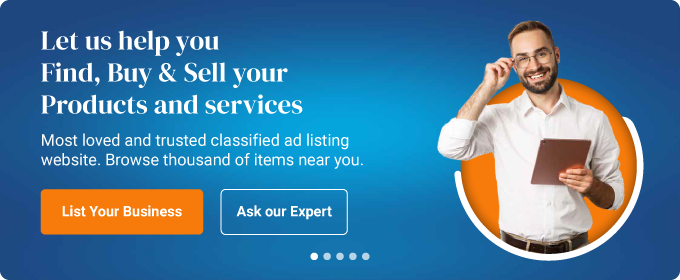 Let us help you
Find, Buy & Sell your
Products and services
Most loved and trusted classified ad listing
website. Browse thousand of items near you.
List Your Business
Ask our Expert